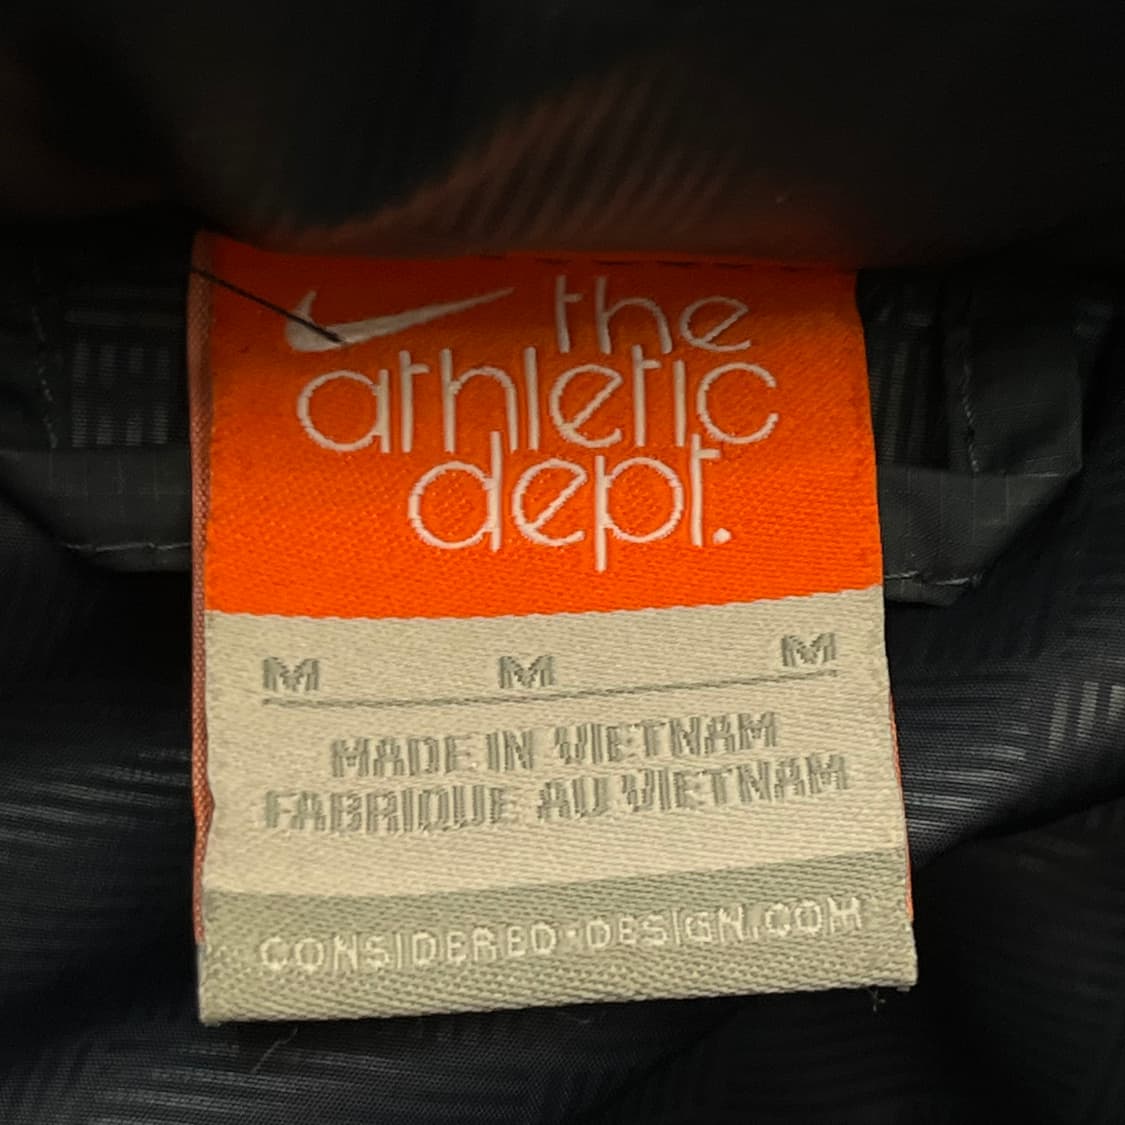 the
athletic
dept.
M M M
MADE IN VIETNAM
FABRIQUE AU VIETNAM
CONSIDERED·DESIGN.COM